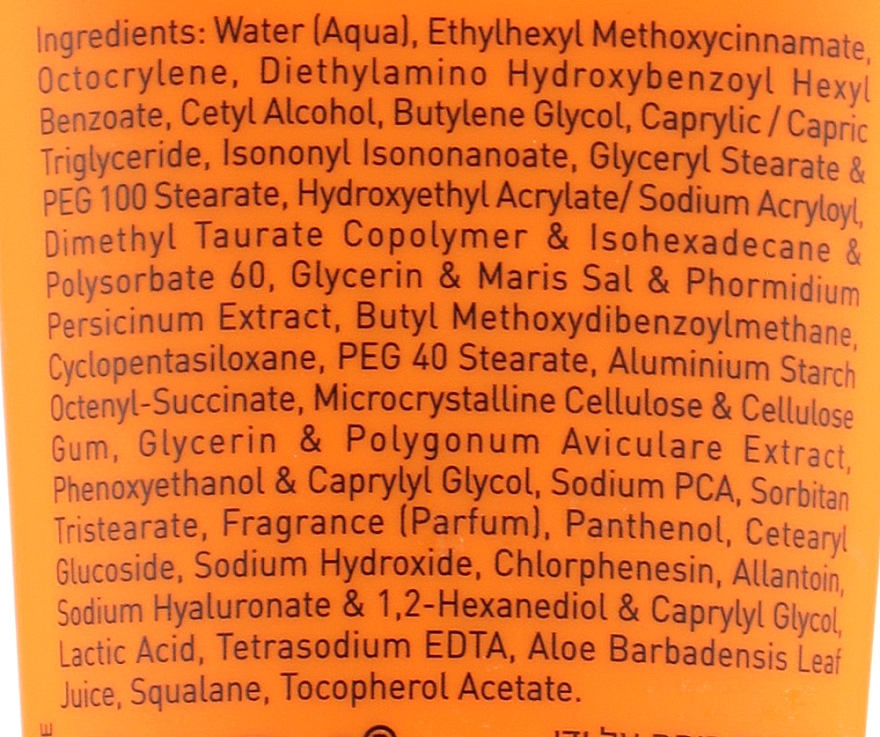 Ingredients: Water (Aqua), Ethylhexyl Methoxycinnamate,
Octocrylene, Diethylamino Hydroxybenzoyl Hexyl
Benzoate, Cetyl Alcohol, Butylene Glycol, Caprylic / Capric
Triglyceride, Isononyl Isononanoate, Glyceryl Stearate &
PEG 100 Stearate, Hydroxyethyl Acrylate/ Sodium Acryloyl,
Dimethyl Taurate Copolymer & Isohexadecane &
Polysorbate 60, Glycerin & Maris Sal & Phormidium
Persicinum Extract, Butyl Methoxydibenzoylmethane,
Cyclopentasiloxane, PEG 40 Stearate, Aluminium Starch
Octenyl-Succinate, Microcrystalline Cellulose & Cellulose
Gum, Glycerin & Polygonum Aviculare Extract,
Phenoxyethanol & Caprylyl Glycol, Sodium PCA, Sorbitan
Tristearate, Fragrance (Parfum), Panthenol, Cetearyl
Glucoside, Sodium Hydroxide, Chlorphenesin, Allantoin,
Sodium Hyaluronate & 1,2-Hexanediol & Caprylyl Glycol,
Lactic Acid, Tetrasodium EDTA, Aloe Barbadensis Leaf
Juice, Squalane, Tocopherol Acetate.